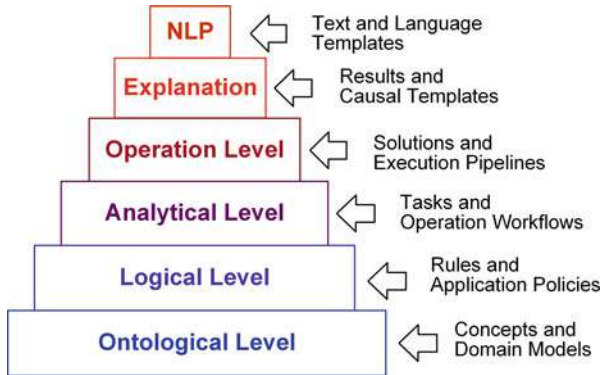 NLP
Text and Language
Templates
Explanation
Results and
Causal Templates
Operation Level
Solutions and
Execution Pipelines
Analytical Level
Tasks and
Operation Workflows
Logical Level
Rules and
Application Policies
Ontological Level
Concepts and
Domain Models